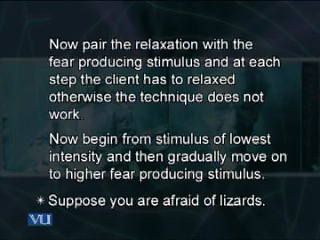 Now pair the relaxation with the
fear producing stimulus and at each
step the client has to relaxed
otherwise the technique does not
work.
Now begin from stimulus of lowest
intensity and then gradually move on
to higher fear producing stimulus.
✴ Suppose you are afraid of lizards.
VU